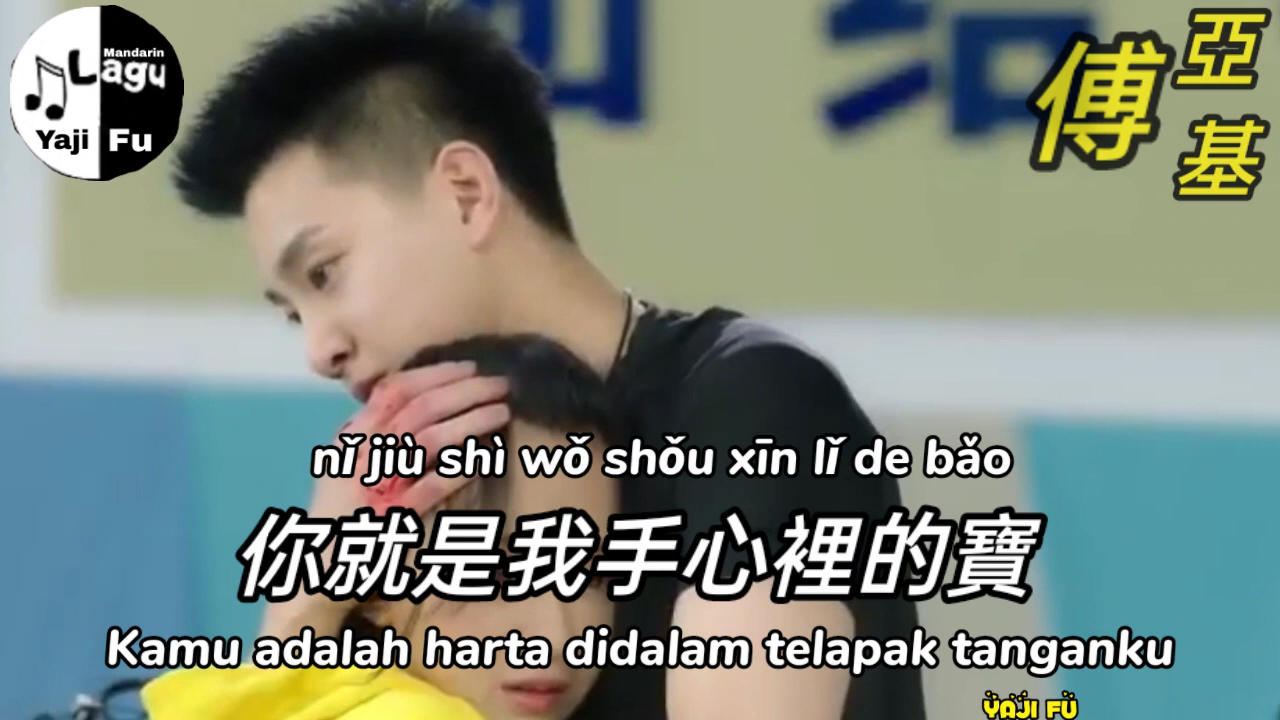 Mandarin
Lagu
Yaji Fu
傅亞基
nǐ jiù shì wǒ shǒu xīn lǐ de bǎo
你就是我手心裡的寶
Kamu adalah harta didalam telapak tanganku
YAJI FU